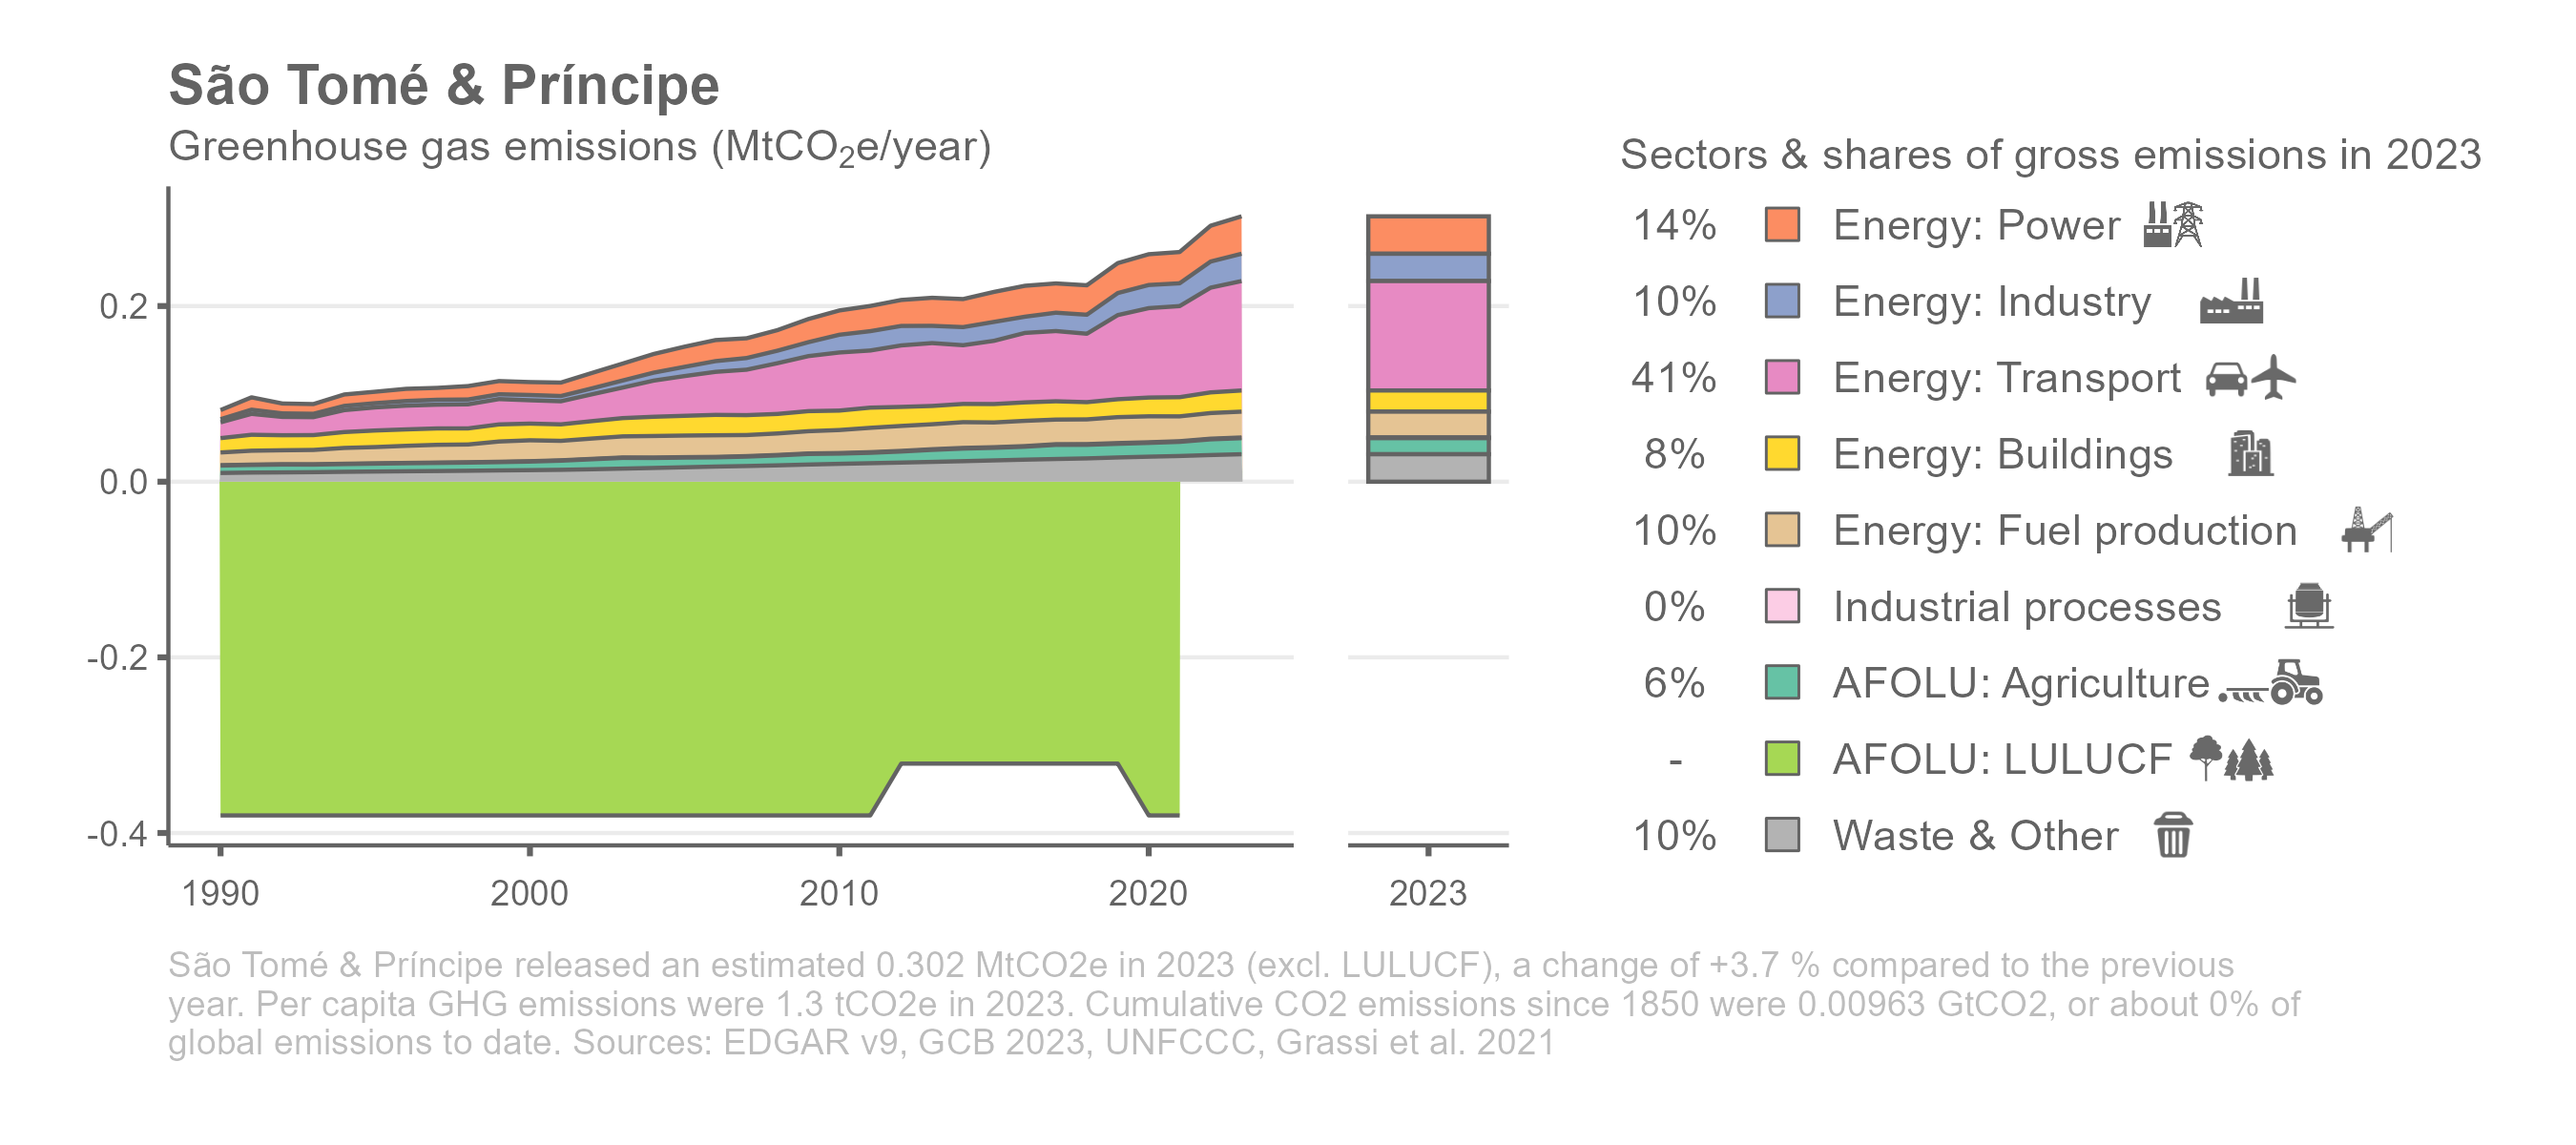 São Tomé & Príncipe
Greenhouse gas emissions (MtCO₂e/year)
0.2
0.0
-0.2
-0.4
1990 2000 2010 2020 2023
Sectors & shares of gross emissions in 2023
14% Energy: Power
10% Energy: Industry
41% Energy: Transport
8% Energy: Buildings
10% Energy: Fuel production
0% Industrial processes
6% AFOLU: Agriculture
- AFOLU: LULUCF
10% Waste & Other
São Tomé & Príncipe released an estimated 0.302 MtCO2e in 2023 (excl. LULUCF), a change of +3.7 % compared to the previous
year. Per capita GHG emissions were 1.3 tCO2e in 2023. Cumulative CO2 emissions since 1850 were 0.00963 GtCO2, or about 0% of
global emissions to date. Sources: EDGAR v9, GCB 2023, UNFCCC, Grassi et al. 2021